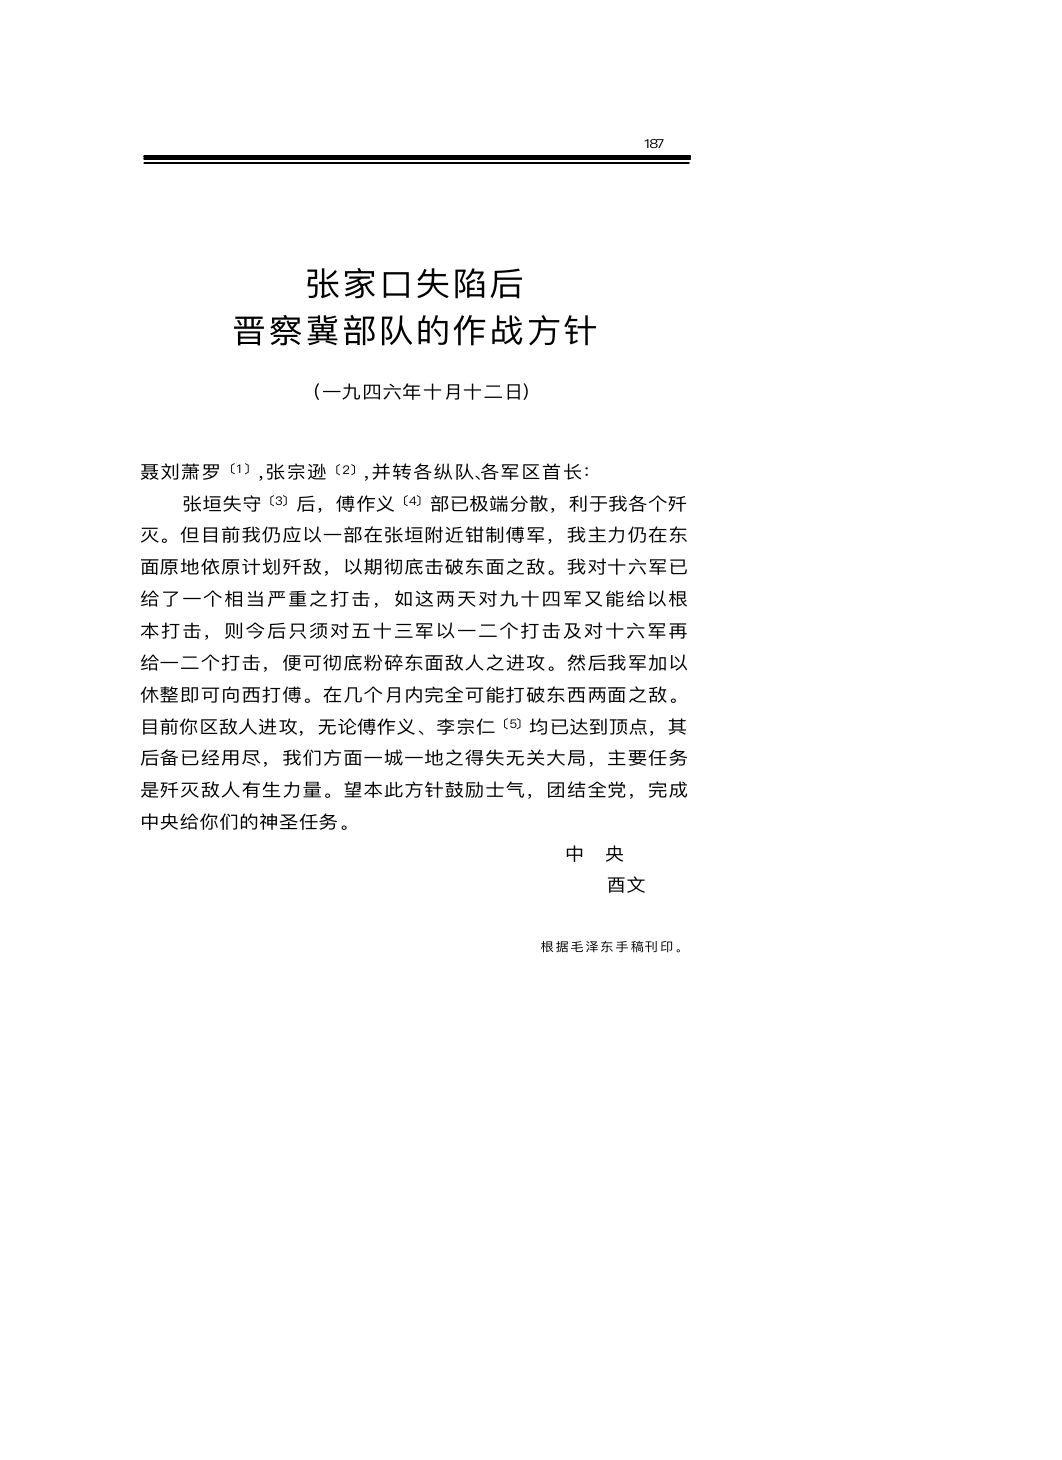 187
张家口失陷后
晋察冀部队的作战方针
(一九四六年十月十二日)
聂刘萧罗〔1〕,张宗逊〔2〕,并转各纵队、各军区首长:
张垣失守〔3〕后，傅作义〔4〕部已极端分散，利于我各个歼
灭。但目前我仍应以一部在张垣附近钳制傅军，我主力仍在东
面原地依原计划歼敌，以期彻底击破东面之敌。我对十六军已
给了一个相当严重之打击，如这两天对九十四军又能给以根
本打击，则今后只须对五十三军以一二个打击及对十六军再
给一二个打击，便可彻底粉碎东面敌人之进攻。然后我军加以
休整即可向西打傅。在几个月内完全可能打破东西两面之敌。
目前你区敌人进攻，无论傅作义、李宗仁〔5〕均已达到顶点，其
后备已经用尽，我们方面一城一地之得失无关大局，主要任务
是歼灭敌人有生力量。望本此方针鼓励士气，团结全党，完成
中央给你们的神圣任务。
中　央
酉文
根据毛泽东手稿刊印。